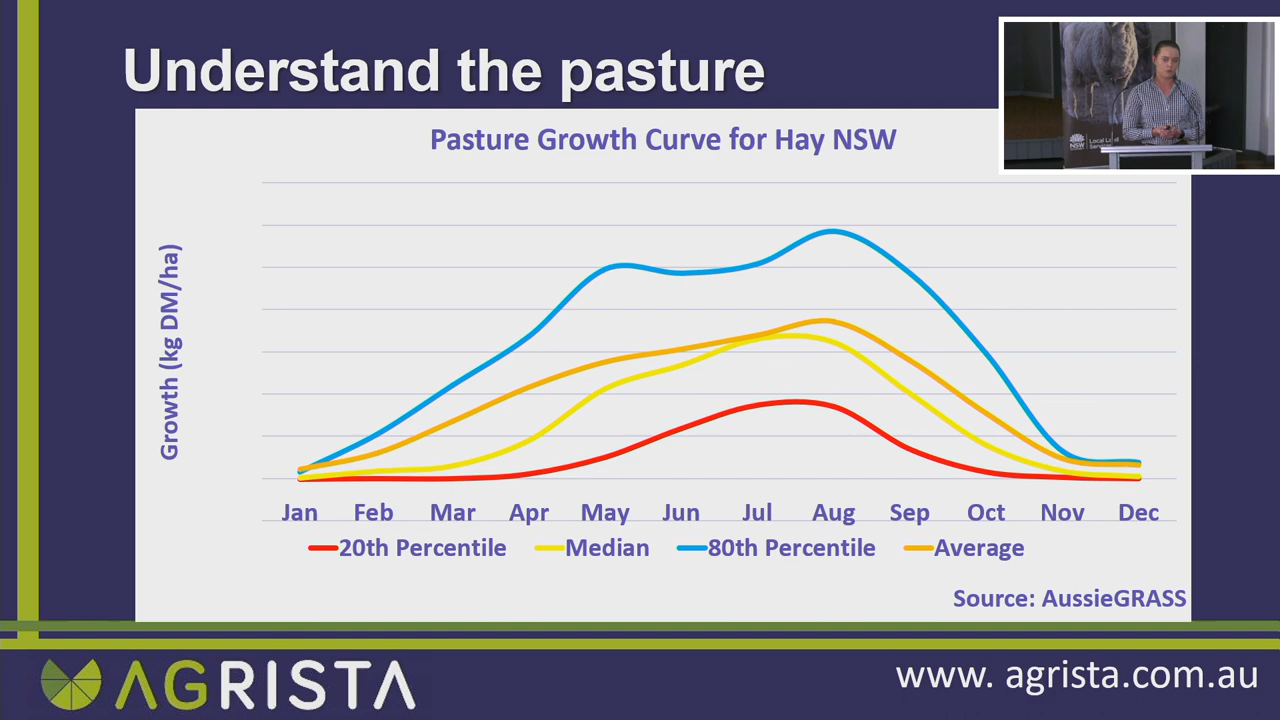 Understand the pasture
Pasture Growth Curve for Hay NSW
Growth (kg DM/ha)
Jan Feb Mar Apr May Jun Jul Aug Sep Oct Nov Dec
20th Percentile Median 80th Percentile Average
Source: AussieGRASS
AGRISTA
www. agrista.com.au
NSW
Local